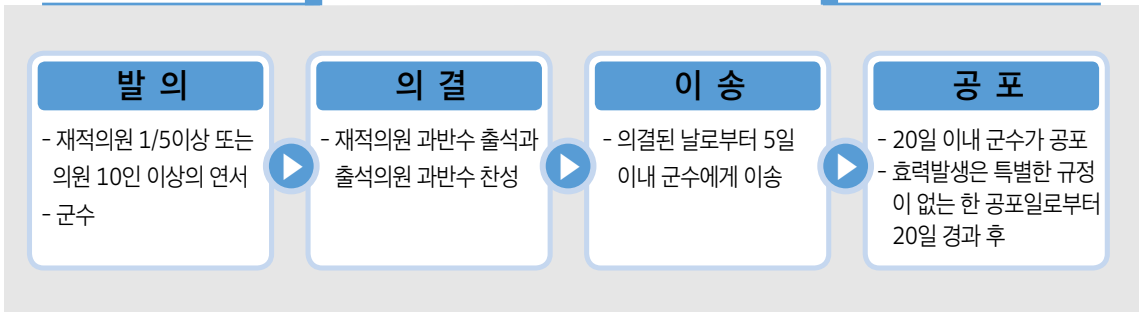 발 의
- 재적의원 1/5이상 또는
의원 10인 이상의 연서
- 군수
의 결
- 재적의원 과반수 출석과
출석의원 과반수 찬성
이 송
- 의결된 날로부터 5일
이내 군수에게 이송
공 포
- 20일 이내 군수가 공포
- 효력발생은 특별한 규정
이 없는 한 공포일로부터
20일 경과 후